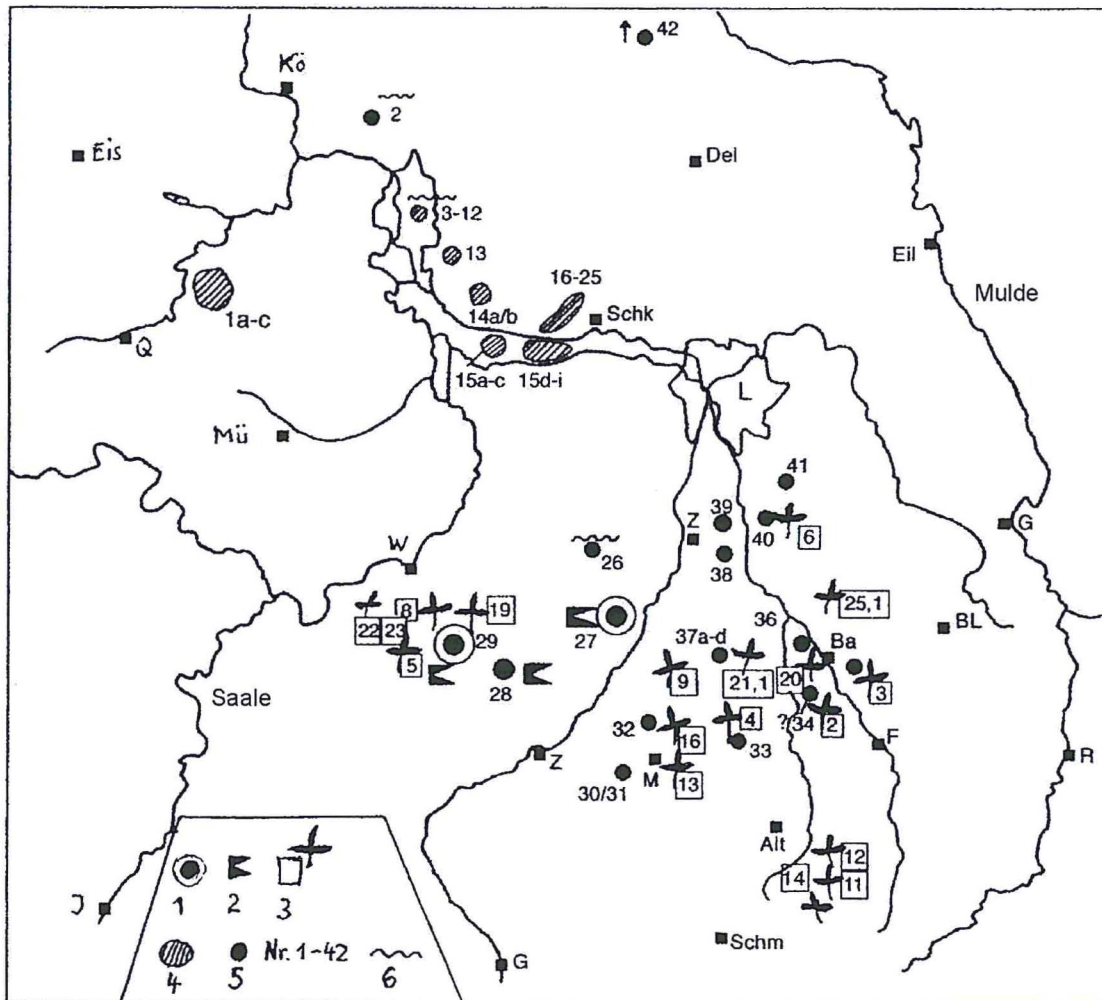 42
Kö
2
Eis
Del
3-12
Eil
13
16-25
Mulde
1a-c
14a/b
Schk
Q
15a-c
15d-i
L
Mü
41
39
Z
40
6
G
W
26
38
8
19
25,1
22
23
29
27
36
BL
5
37a-d
Ba
28
9
21,1
20
3
Saale
4
?34
2
32
16
33
F
Z
M
13
R
30/31
Alt
12
14
11
J
1
2
3
Schm
Nr. 1-42
4
5
6
G